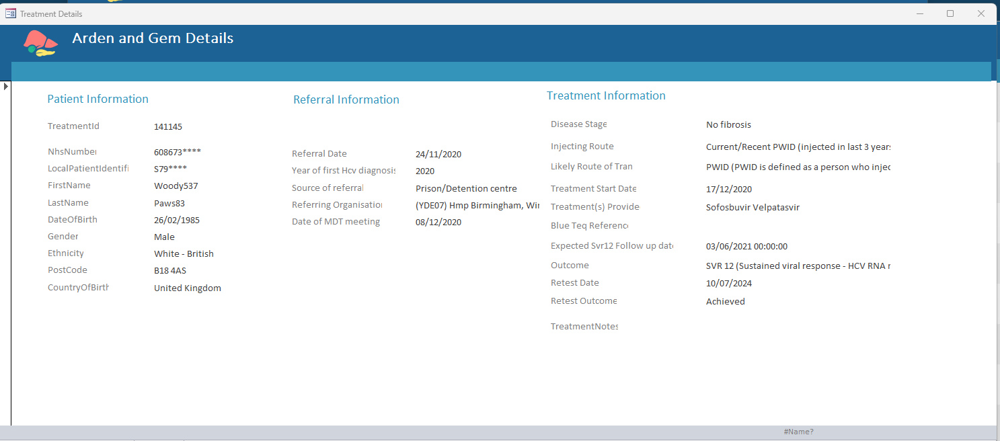 Treatment Details
Arden and Gem Details
Patient Information
TreatmentId 141145
NhsNumber 608673****
LocalPatientIdentifi S79****
FirstName Woody537
LastName Paws83
DateOfBirth 26/02/1985
Gender Male
Ethnicity White - British
PostCode B18 4AS
CountryOfBirth United Kingdom
Referral Information
Referral Date 24/11/2020
Year of first Hcv diagnosis 2020
Source of referral Prison/Detention centre
Referring Organisation (YDE07) Hmp Birmingham, Wir
Date of MDT meeting 08/12/2020
Treatment Information
Disease Stage No fibrosis
Injecting Route Current/Recent PWID (injected in last 3 years
Likely Route of Tran PWID (PWID is defined as a person who injec
Treatment Start Date 17/12/2020
Treatment(s) Provide Sofosbuvir Velpatasvir
Blue Teq Reference
Expected Svr12 Follow up date 03/06/2021 00:00:00
Outcome SVR 12 (Sustained viral response - HCV RNA r
Retest Date 10/07/2024
Retest Outcome Achieved
TreatmentNotes
#Name?